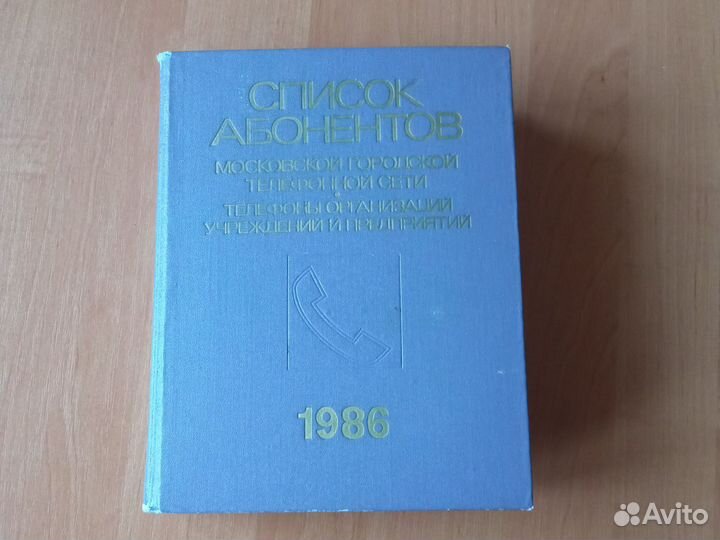 СПИСОК
АБОНЕНТОВ
МОСКОВСКОЙ ГОРОДСКОЙ
ТЕЛЕФОННОЙ СЕТИ
ТЕЛЕФОНЫ ОРГАНИЗАЦИЙ
УЧРЕЖДЕНИЙ И ПРЕДПРИЯТИЙ
1986
Avito